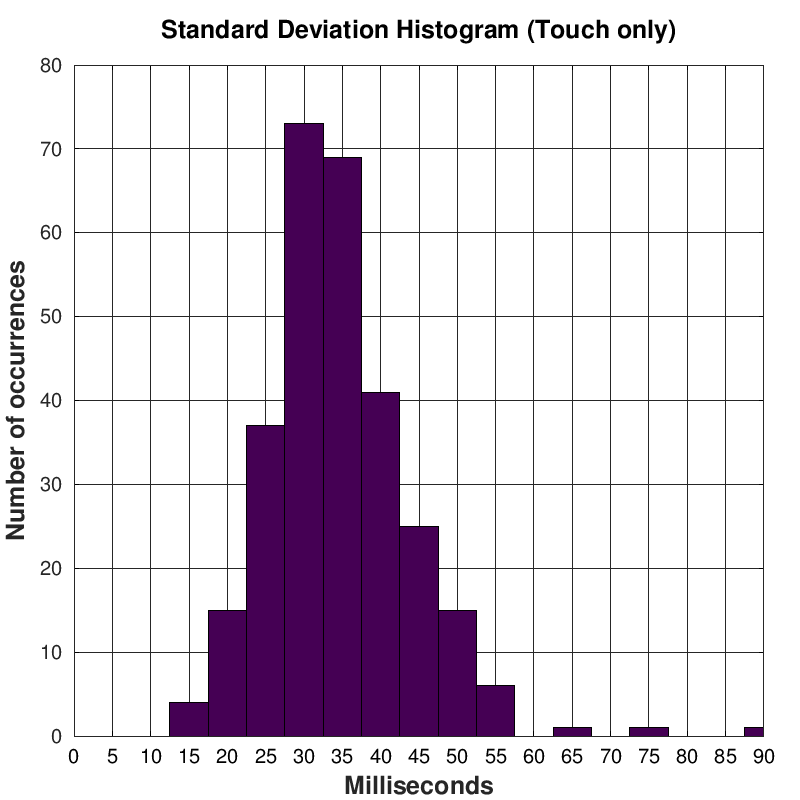 Standard Deviation Histogram (Touch only)
Number of occurrences
80
70
60
50
40
30
20
10
0
0 5 10 15 20 25 30 35 40 45 50 55 60 65 70 75 80 85 90
Milliseconds